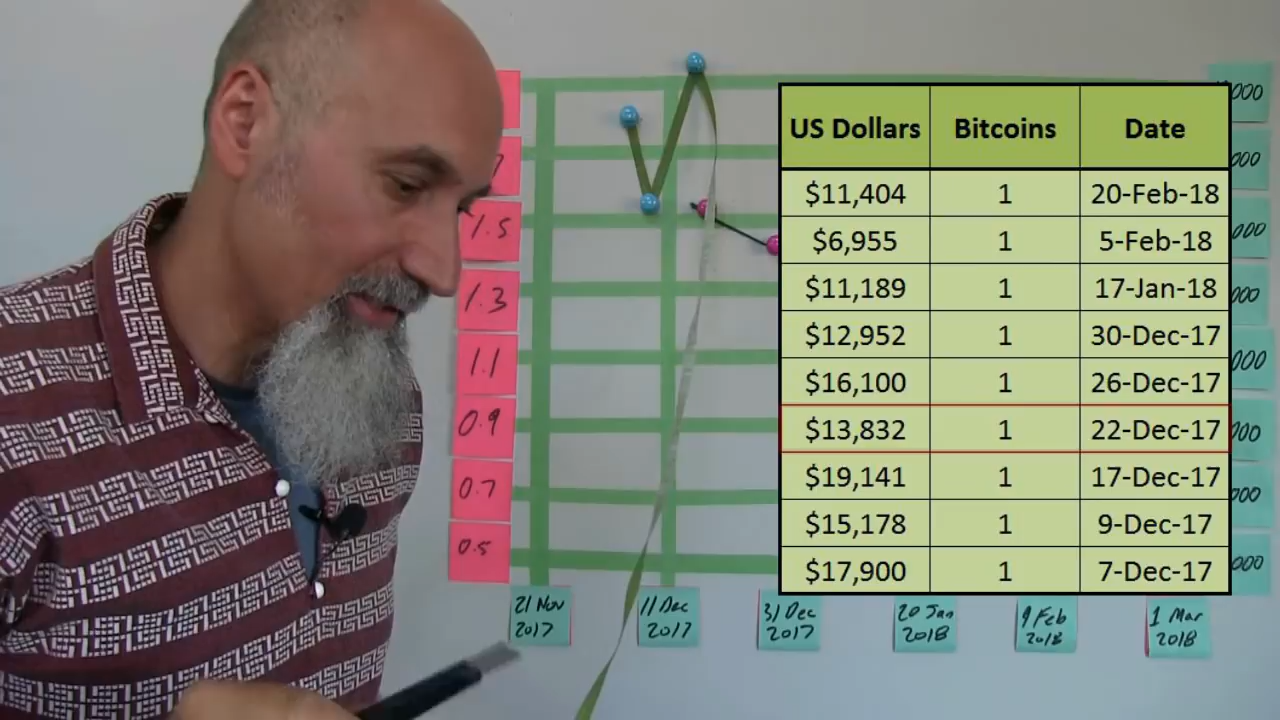 US Dollars Bitcoins Date
$11,404 1 20-Feb-18
$6,955 1 5-Feb-18
$11,189 1 17-Jan-18
$12,952 1 30-Dec-17
$16,100 1 26-Dec-17
$13,832 1 22-Dec-17
$19,141 1 17-Dec-17
$15,178 1 9-Dec-17
$17,900 1 7-Dec-17
1.5
1.3
1.1
0.9
0.7
0.5
21 Nov
2017
11 Dec
2017
31 Dec
2017
20 Jan
2018
9 Feb
2018
1 Mar
2018